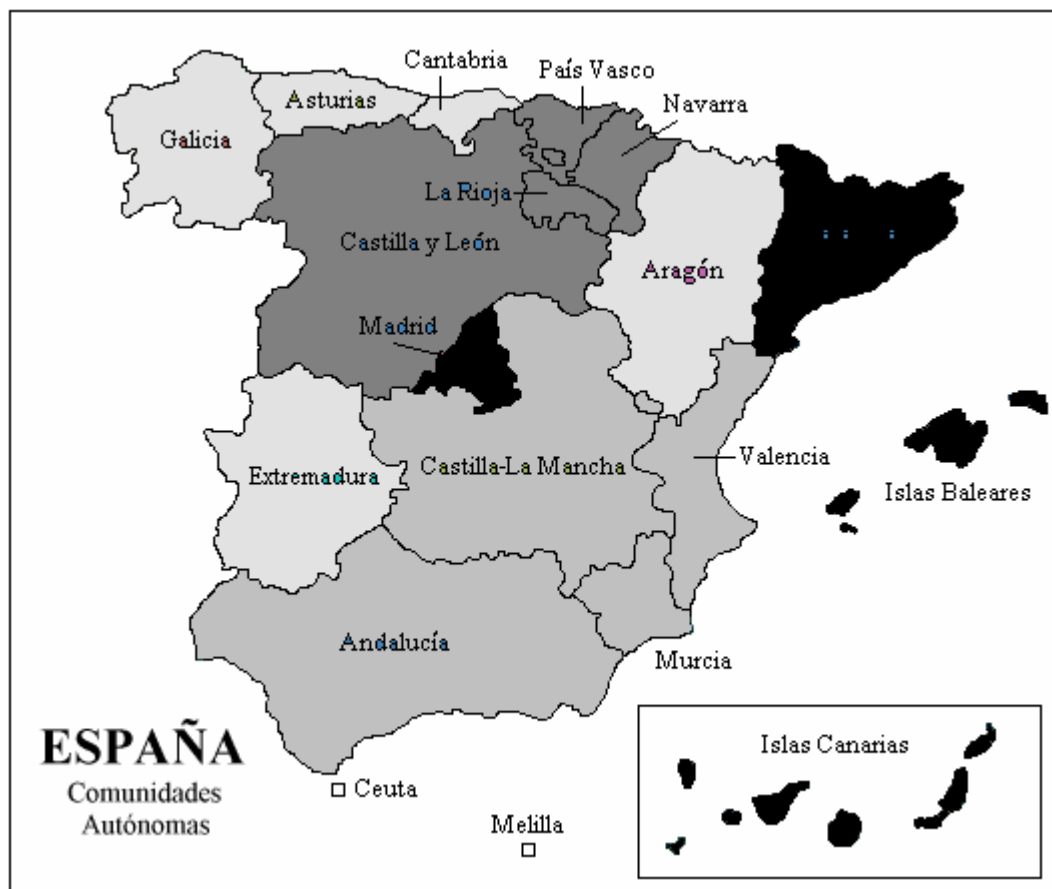 Cantabria
País Vasco
Asturias
Navarra
Galicia
La Rioja
Castilla y León
Aragón
Madrid
Valencia
Castilla-La Mancha
Extremadura
Islas Baleares
Andalucía
Murcia
ESPAÑA
Comunidades
Autónomas
Islas Canarias
Ceuta
Melilla